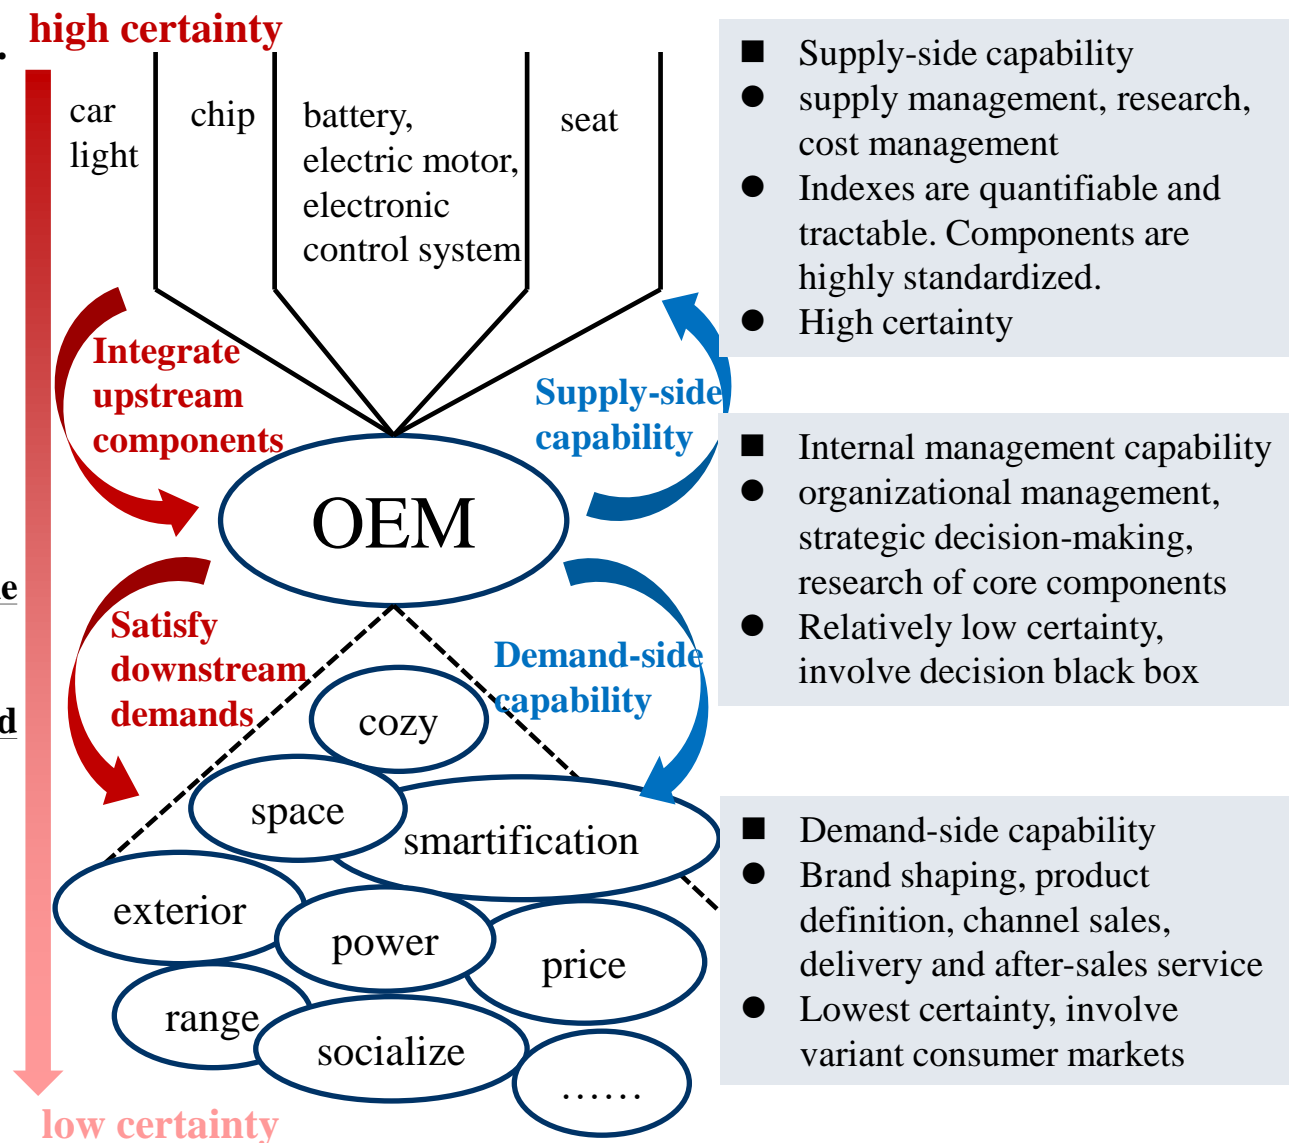 high certainty
car
light
chip
battery,
electric motor,
electronic
control system
seat
Integrate
upstream
components
Supply-side
capability
OEM
Satisfy
downstream
demands
Demand-side
capability
cozy
space
smartification
exterior
power
price
range
socialize
……
low certainty
■ Supply-side capability
● supply management, research,
cost management
● Indexes are quantifiable and
tractable. Components are
highly standardized.
● High certainty
■ Internal management capability
● organizational management,
strategic decision-making,
research of core components
● Relatively low certainty,
involve decision black box
■ Demand-side capability
● Brand shaping, product
definition, channel sales,
delivery and after-sales service
● Lowest certainty, involve
variant consumer markets